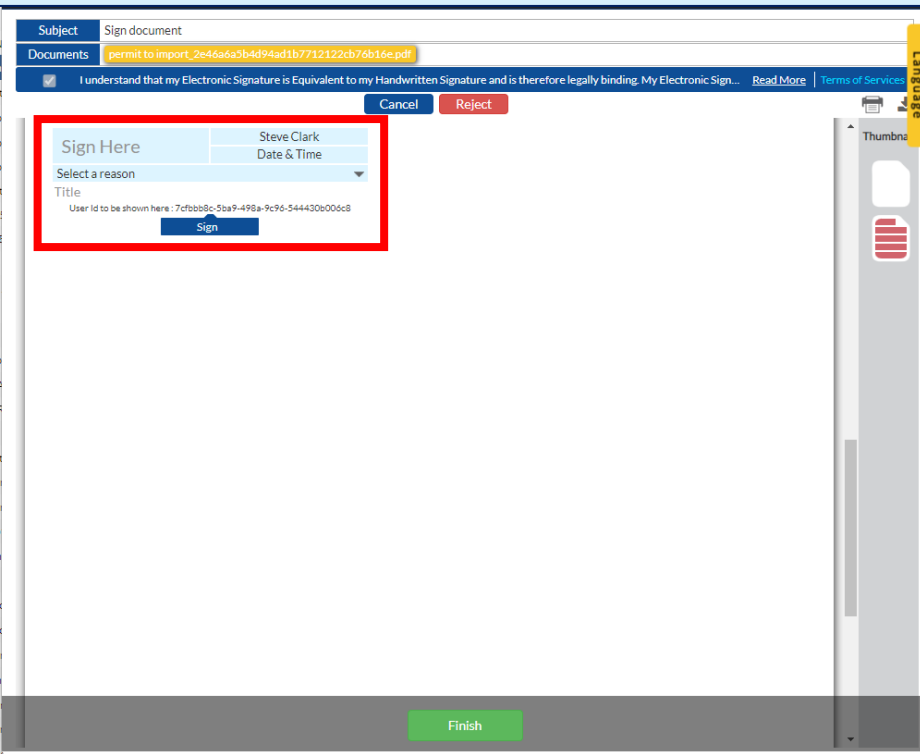 Subject Sign document
Documents permit to import_2e46a6a5b4d94ad1b7712122cb76b16e.pdf
I understand that my Electronic Signature is Equivalent to my Handwritten Signature and is therefore legally binding. My Electronic Sign... Read More Terms of Services
Language
Cancel Reject
Thumbna
Sign Here
Steve Clark
Date & Time
Select a reason
Title
User Id to be shown here : 7cfbbb8c-5ba9-498a-9c96-544430b006c8
Sign
Finish